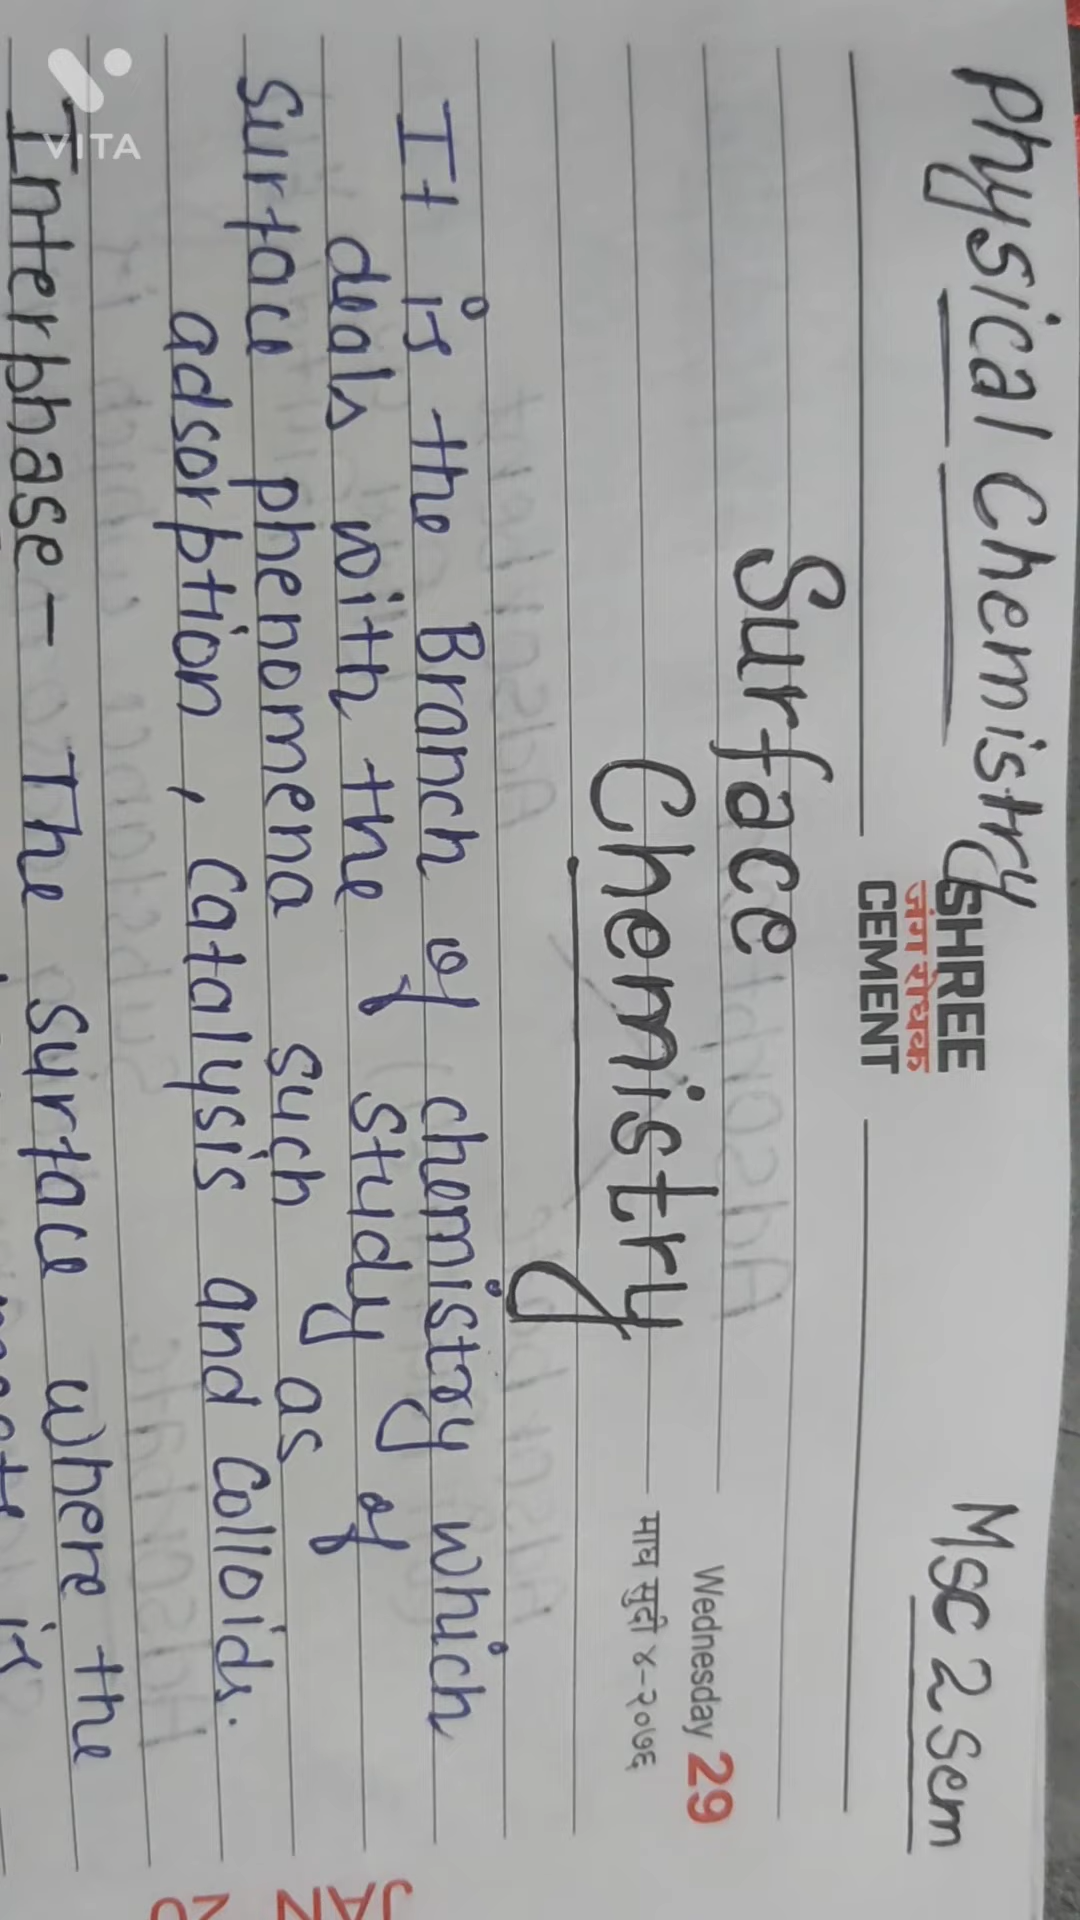 Physical Chemistry
MSC 2 Sem
SHREE
जंग रोधक
CEMENT
Surface
Chemistry
Wednesday 29
माघ सुदी ४-२०७६
It is the Branch of chemistry which
deals with the study of
surface phenomena such as
adsorption, Catalysis and Colloids.
Interphase- The surface where the
JAN 20
VITA